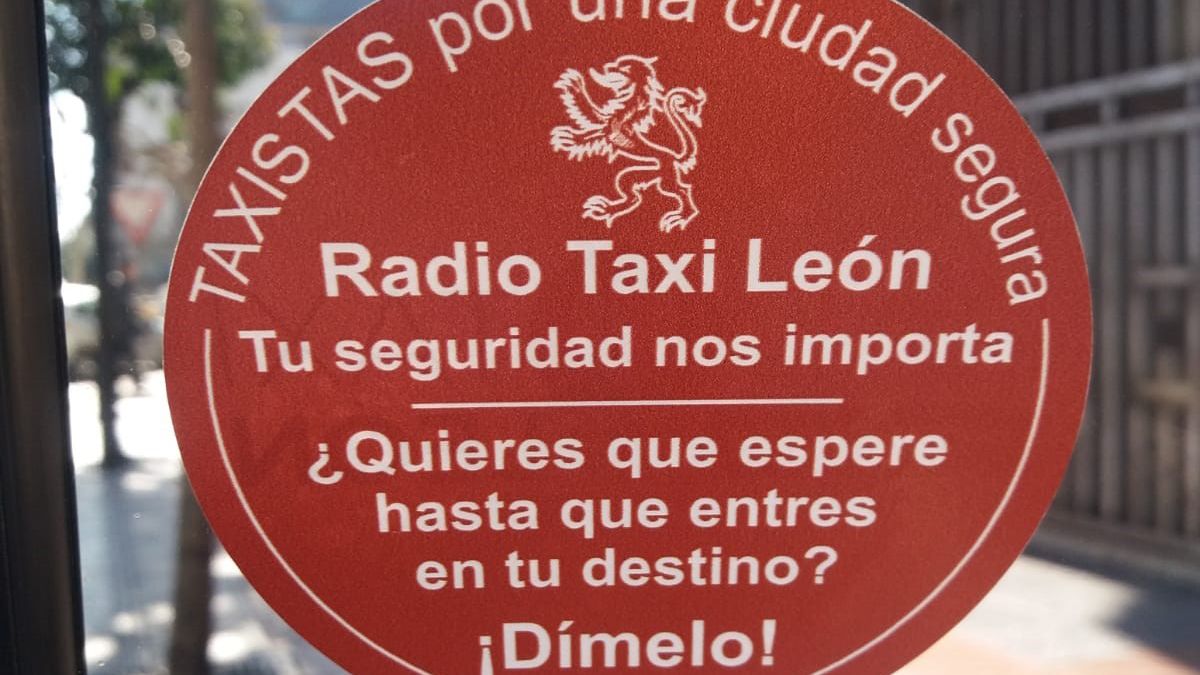 TAXISTAS por una ciudad segura
Radio Taxi León
Tu seguridad nos importa
¿Quieres que espere
hasta que entres
en tu destino?
¡Dímelo!